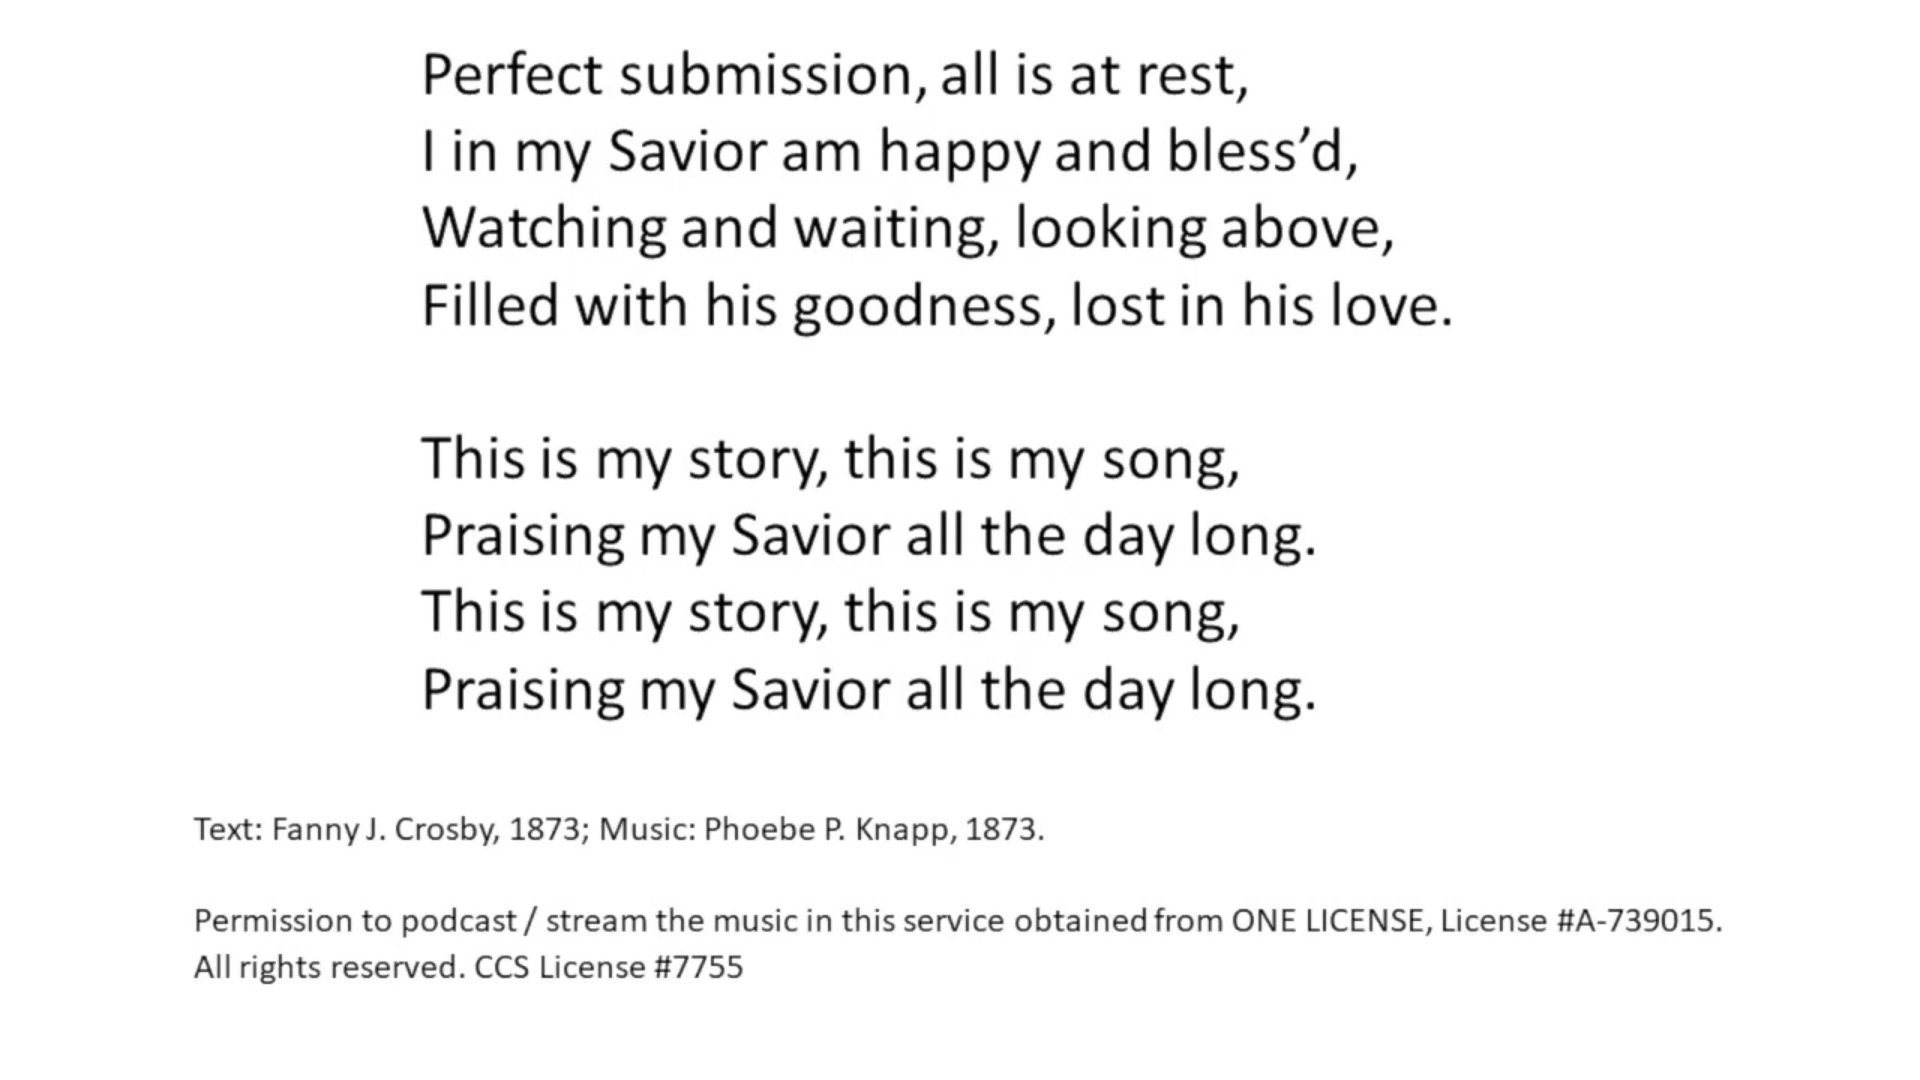 Perfect submission, all is at rest,
I in my Savior am happy and bless’d,
Watching and waiting, looking above,
Filled with his goodness, lost in his love.
This is my story, this is my song,
Praising my Savior all the day long.
This is my story, this is my song,
Praising my Savior all the day long.
Text: Fanny J. Crosby, 1873; Music: Phoebe P. Knapp, 1873.
Permission to podcast / stream the music in this service obtained from ONE LICENSE, License #A-739015.
All rights reserved. CCS License #7755